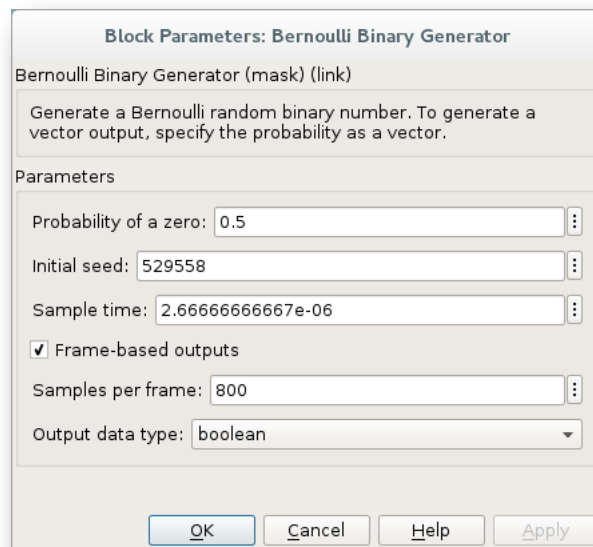 Block Parameters: Bernoulli Binary Generator
Bernoulli Binary Generator (mask) (link)
Generate a Bernoulli random binary number. To generate a
vector output, specify the probability as a vector.
Parameters
Probability of a zero: 0.5
Initial seed: 529558
Sample time: 2.66666666667e-06
Frame-based outputs
Samples per frame: 800
Output data type: boolean
OK Cancel Help Apply